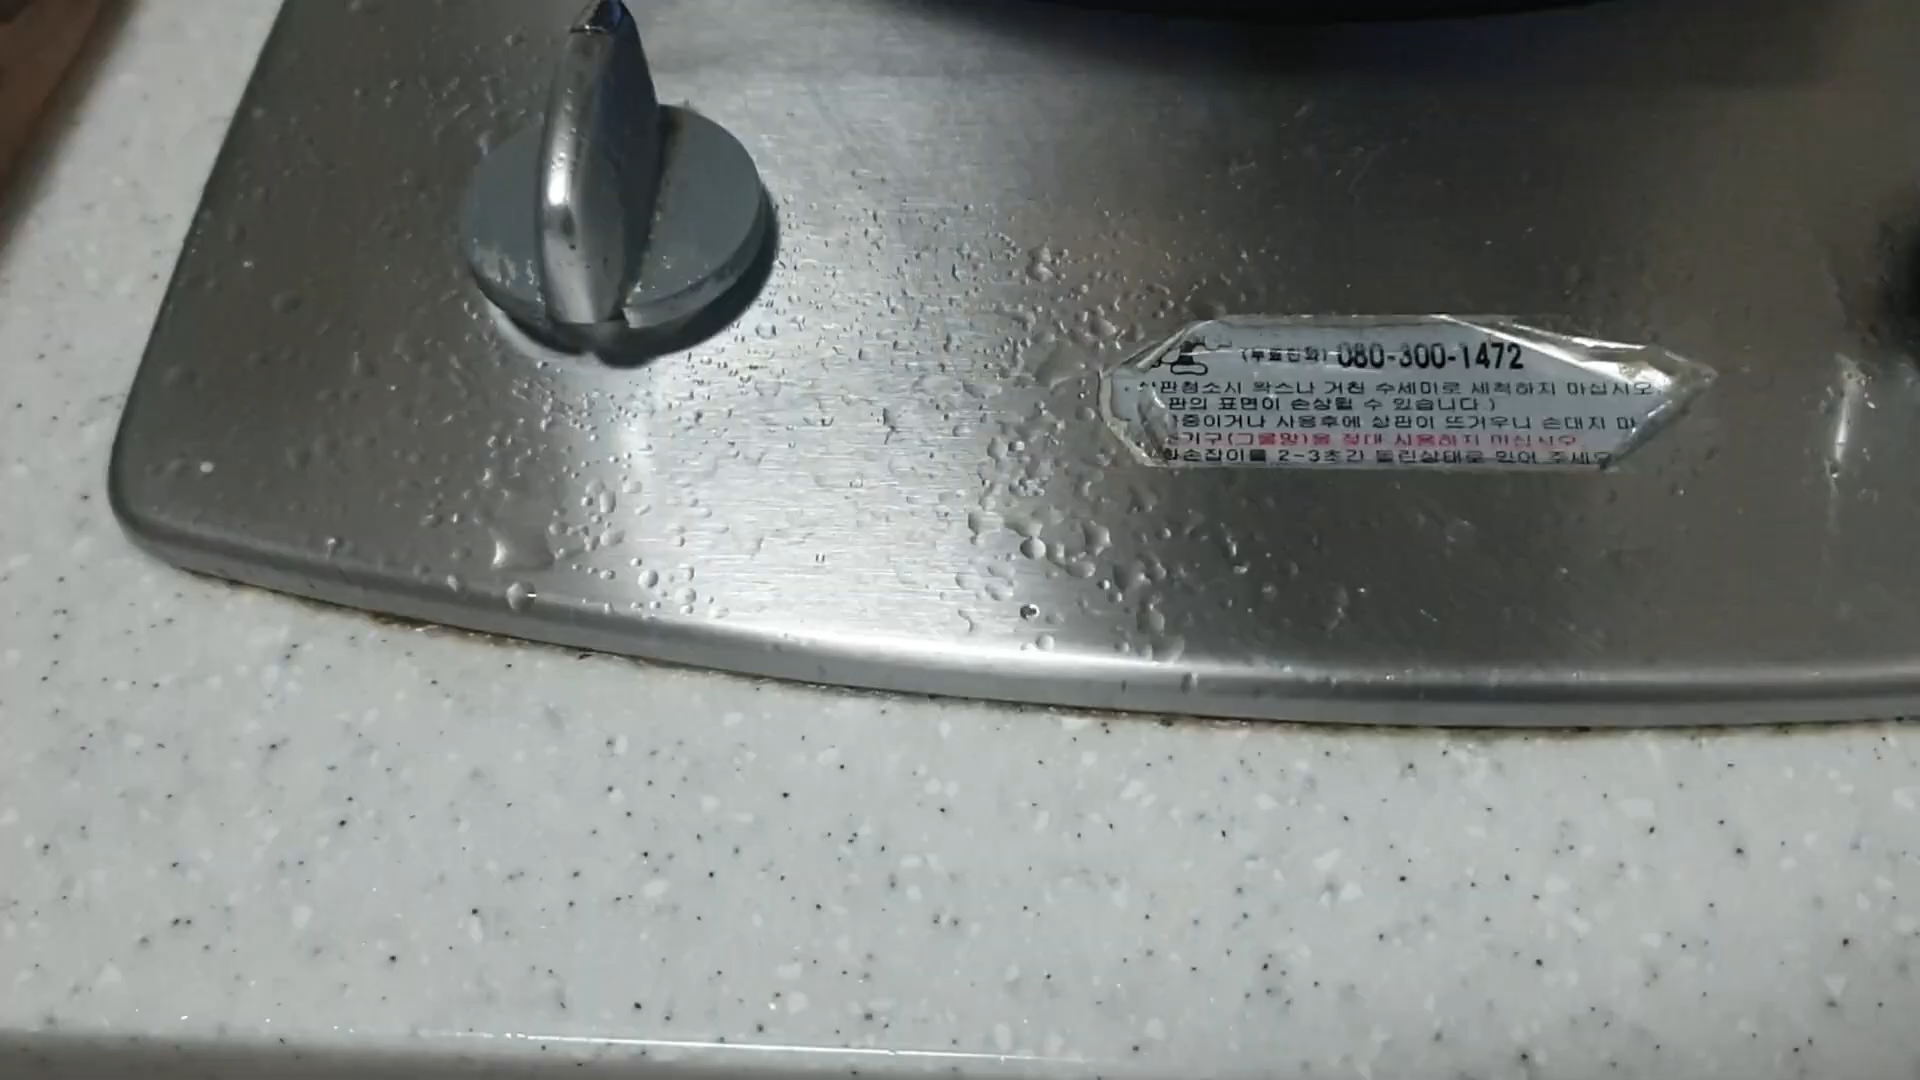 (무료전화) 080-300-1472
상판청소시 왁스나 거친 수세미로 세척하지 마십시오.
판의 표면이 손상될 수 있습니다)
중이거나 사용후에 상판이 뜨거우니 손대지 마
기구(그릴망)을 절대 사용하지 마십시오.
손잡이를 2~3초간 돌린상태로 있어 주세요